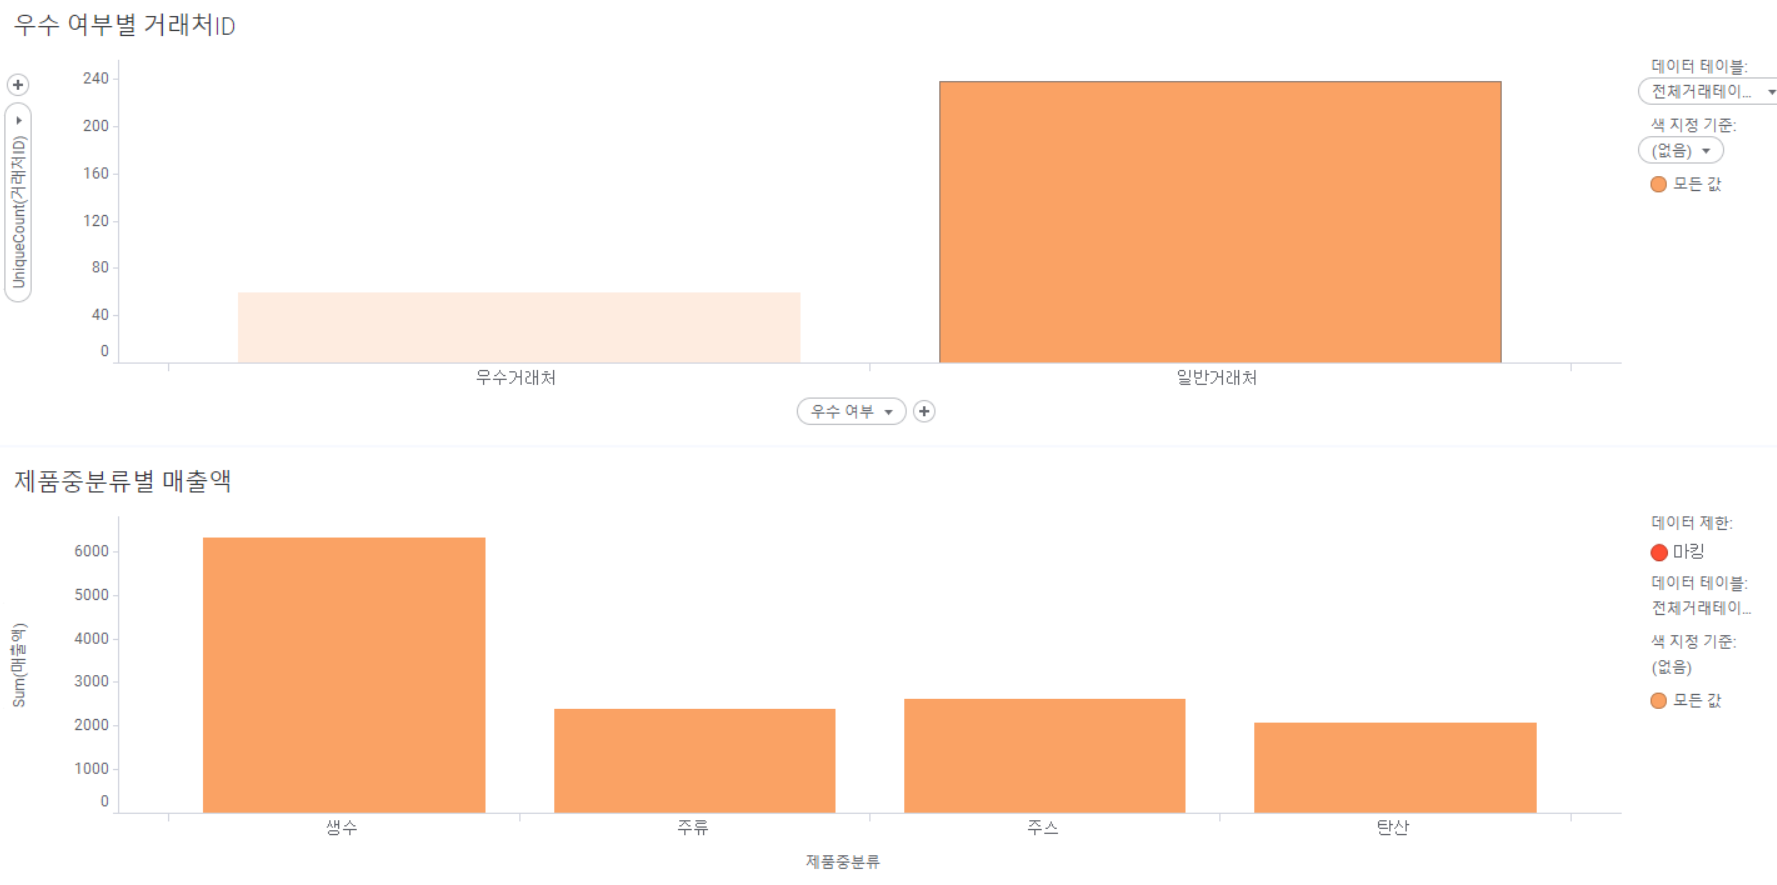 우수 여부별 거래처ID
UniqueCount(거래처ID)
240
200
160
120
80
40
0
우수거래처
일반거래처
우수 여부
데이터 테이블:
전체거래테이...
색 지정 기준:
(없음)
모든 값
제품중분류별 매출액
Sum(매출액)
6000
5000
4000
3000
2000
1000
0
생수
주류
주스
탄산
제품중분류
데이터 제한:
마킹
데이터 테이블:
전체거래테이...
색 지정 기준:
(없음)
모든 값